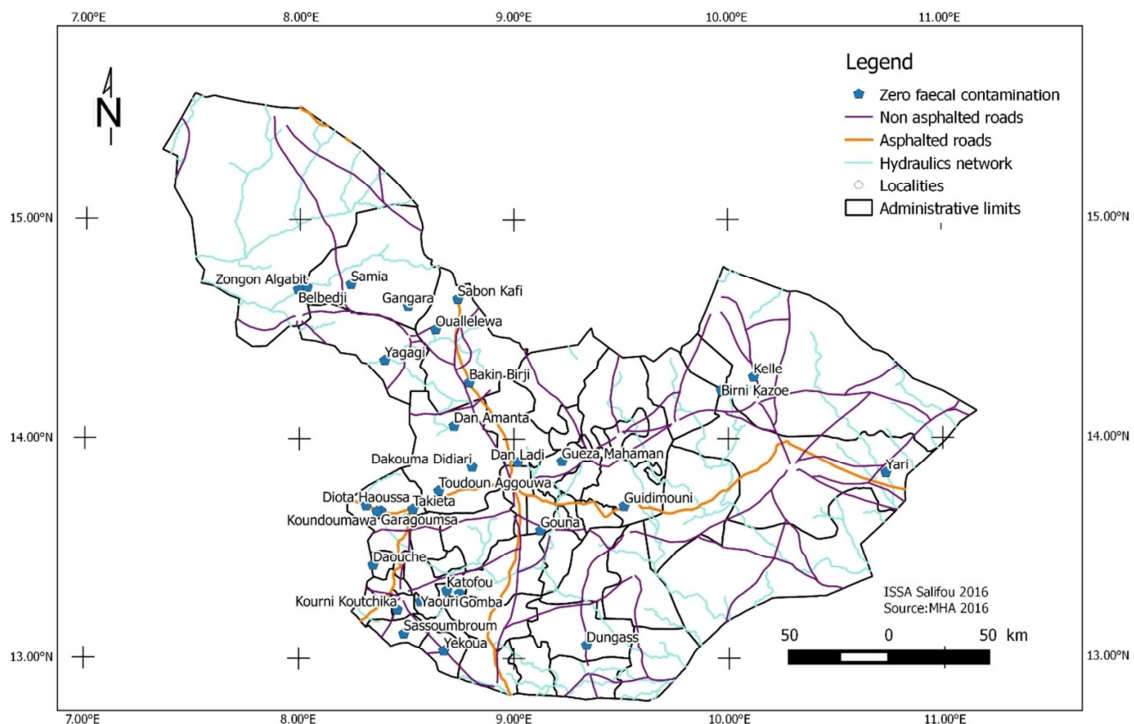 7.00°E 8.00°E 9.00°E 10.00°E 11.00°E
N
Legend
Zero faecal contamination
Non asphalted roads
Asphalted roads
Hydraulics network
Localities
Administrative limits
15.00°N 15.00°N
Zongon Algabit
Samia
Belbedji
Gangara
Sabon Kafi
Ouallelewa
Yagagi
Kelle
Bakin-Birji
Birni Kazoe
Dan Amanta
14.00°N 14.00°N
Dakouma Didiari
Dan Ladi
Gueza Mahaman
Yari
Toudoun Aggouwa
Diota Haoussa
Takieta
Guidimouni
Koundoumawa Garagoumsa
Gouna
Daouche
Katofou
Kourni Koutchika
Yaouri
Gomba
Sassoumbroum
Yekoua
Dungass
ISSA Salifou 2016
Source:MHA 2016
50 0 50 km
13.00°N 13.00°N
7.00°E 8.00°E 9.00°E 10.00°E 11.00°E